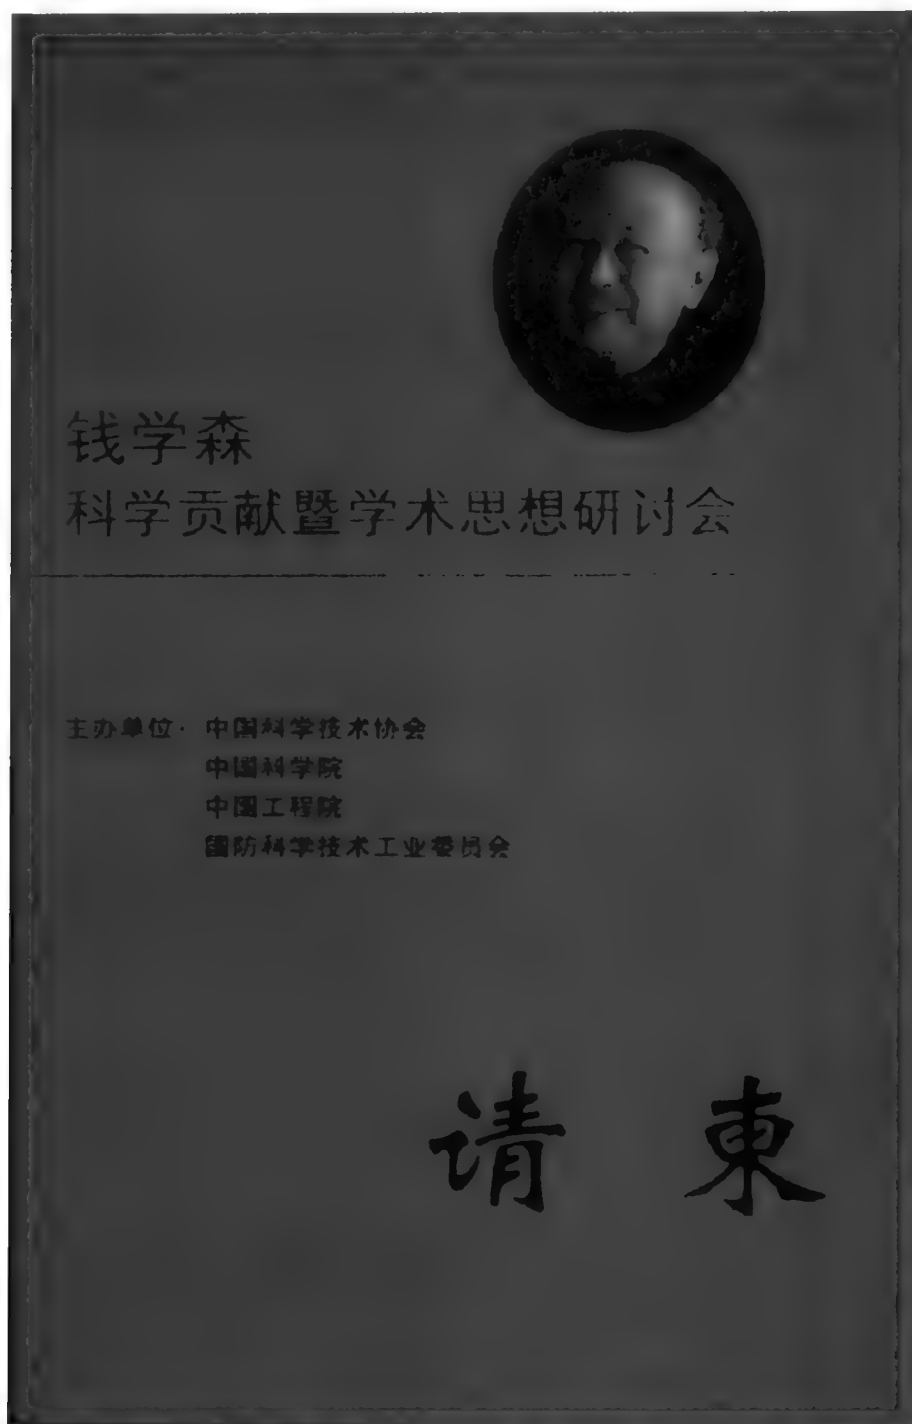 钱学森
科学贡献暨学术思想研讨会
主办单位: 中国科学技术协会
中国科学院
中国工程院
国防科学技术工业委员会
请柬